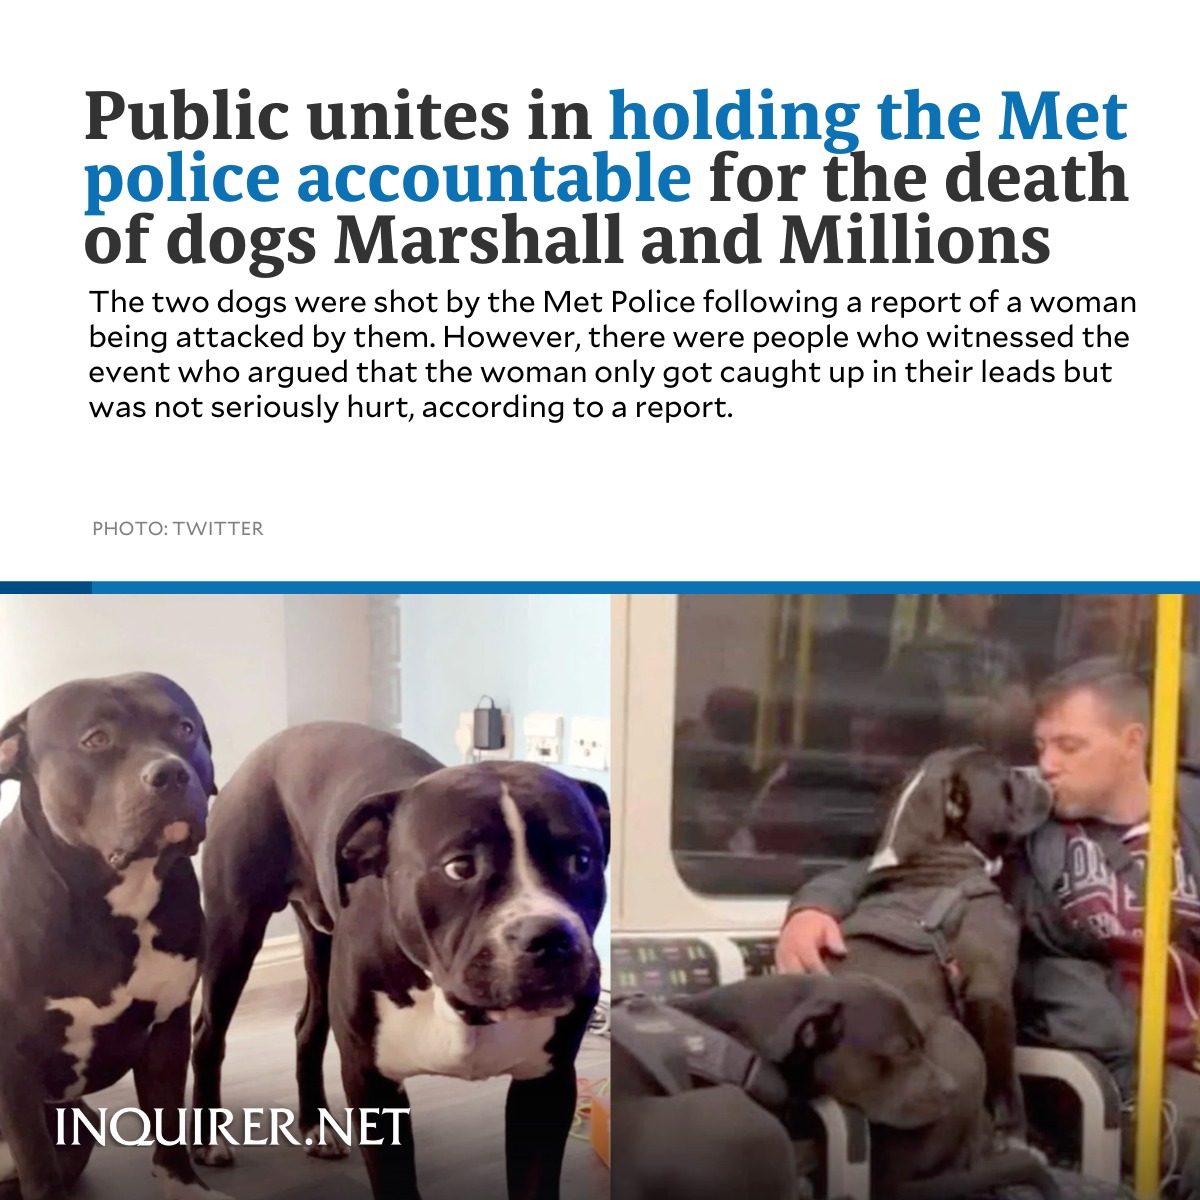 Public unites in holding the Met
police accountable for the death
of dogs Marshall and Millions
The two dogs were shot by the Met Police following a report of a woman
being attacked by them. However, there were people who witnessed the
event who argued that the woman only got caught up in their leads but
was not seriously hurt, according to a report.
PHOTO: TWITTER
INQUIRER.NET